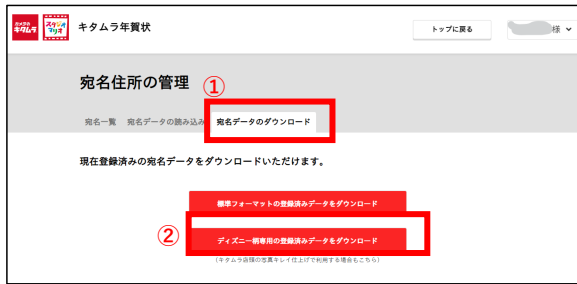 カメラの
キタムラ
スタジオ
マリオ
キタムラ年賀状
トップに戻る
様
宛名住所の管理
①
宛名一覧 宛名データの読み込み 宛名データのダウンロード
現在登録済みの宛名データをダウンロードいただけます。
標準フォーマットの登録済みデータをダウンロード
②
ディズニー柄専用の登録済みデータをダウンロード
(キタムラ店頭の写真キレイ仕上げで利用する場合もこちら)